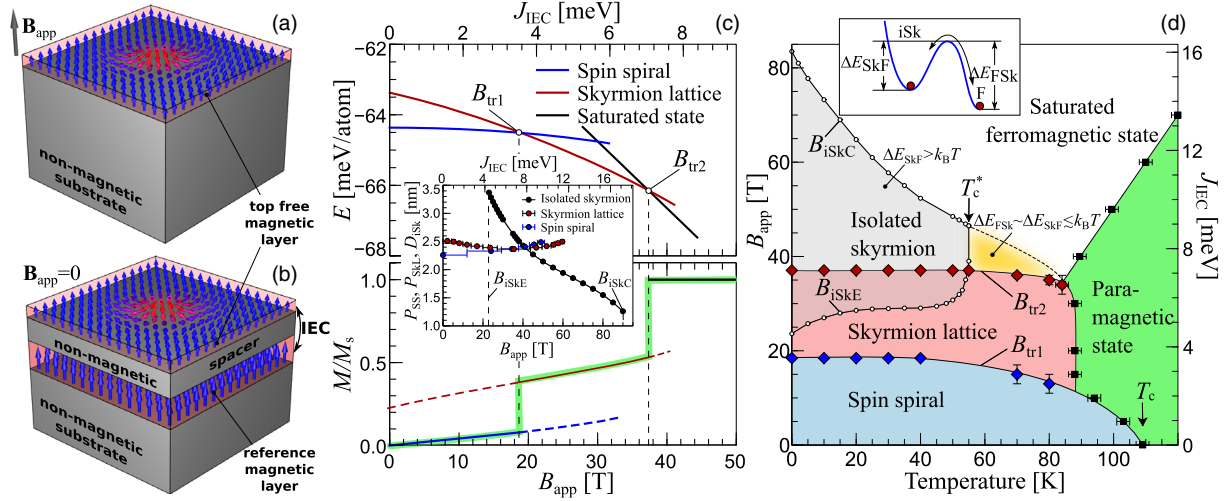 (a)
B_app
non-magnetic
substrate
top free
magnetic
layer
(b)
B_app=0
IEC
non-magnetic
spacer
non-magnetic
substrate
reference
magnetic
layer
(c)
J_IEC [meV]
0 2 4 6 8
E [meV/atom]
−62
−64
−66
−68
Spin spiral
Skyrmion lattice
Saturated state
B_tr1
B_tr2
J_IEC [meV]
0 4 8 12 16
P_SS, P_SkL, D_iSk [nm]
3.5
3.0
2.5
2.0
1.5
1.0
Isolated skyrmion
Skyrmion lattice
Spin spiral
B_iSkE
B_iSkC
0 20 40 60 80
B_app [T]
M/M_s
1.0
0.5
0.0
0 10 20 30 40 50
B_app [T]
(d)
iSk
ΔE_SkF
ΔE_FSk
F
Saturated
ferromagnetic state
B_iSkC
ΔE_SkF>k_BT
T_c^*
ΔE_FSk~ΔE_SkF≲k_BT
Isolated
skyrmion
B_iSkE
B_tr2
Skyrmion lattice
B_tr1
Spin spiral
Para-
magnetic
state
T_c
B_app [T]
80
60
40
20
0
J_IEC [meV]
16
12
8
4
0
0 20 40 60 80 100
Temperature [K]